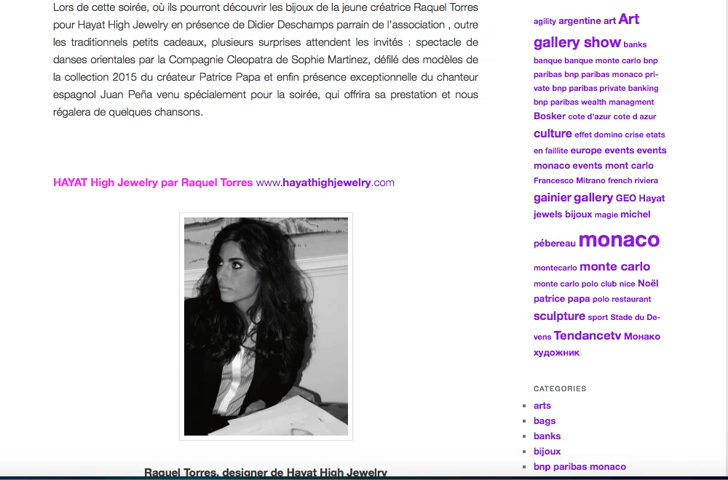 Lors de cette soirée, où ils pourront découvrir les bijoux de la jeune créatrice Raquel Torres
pour Hayat High Jewelry en présence de Didier Deschamps parrain de l'association , outre
les traditionnels petits cadeaux, plusieurs surprises attendent les invités : spectacle de
danses orientales par la Compagnie Cleopatra de Sophie Martinez, défilé des modèles de
la collection 2015 du créateur Patrice Papa et enfin présence exceptionnelle du chanteur
espagnol Juan Peña venu spécialement pour la soirée, qui offrira sa prestation et nous
régalera de quelques chansons.
HAYAT High Jewelry par Raquel Torres www.hayathighjewelry.com
Raquel Torres, designer de Hayat High Jewelry
agility argentine art Art
gallery show banks
banque banque monte carlo bnp
paribas bnp paribas monaco pri-
vate bnp paribas private banking
bnp paribas wealth managment
Bosker cote d'azur cote d azur
culture effet domino crise etats
en faillite europe events events
monaco events mont carlo
Francesco Mitrano french riviera
gainier gallery GEO Hayat
jewels bijoux magie michel
pébereau monaco
montecarlo monte carlo
monte carlo polo club nice Noël
patrice papa polo restaurant
sculpture sport Stade du De-
vens Tendancetv Монако
художник
CATEGORIES
arts
bags
banks
bijoux
bnp paribas monaco